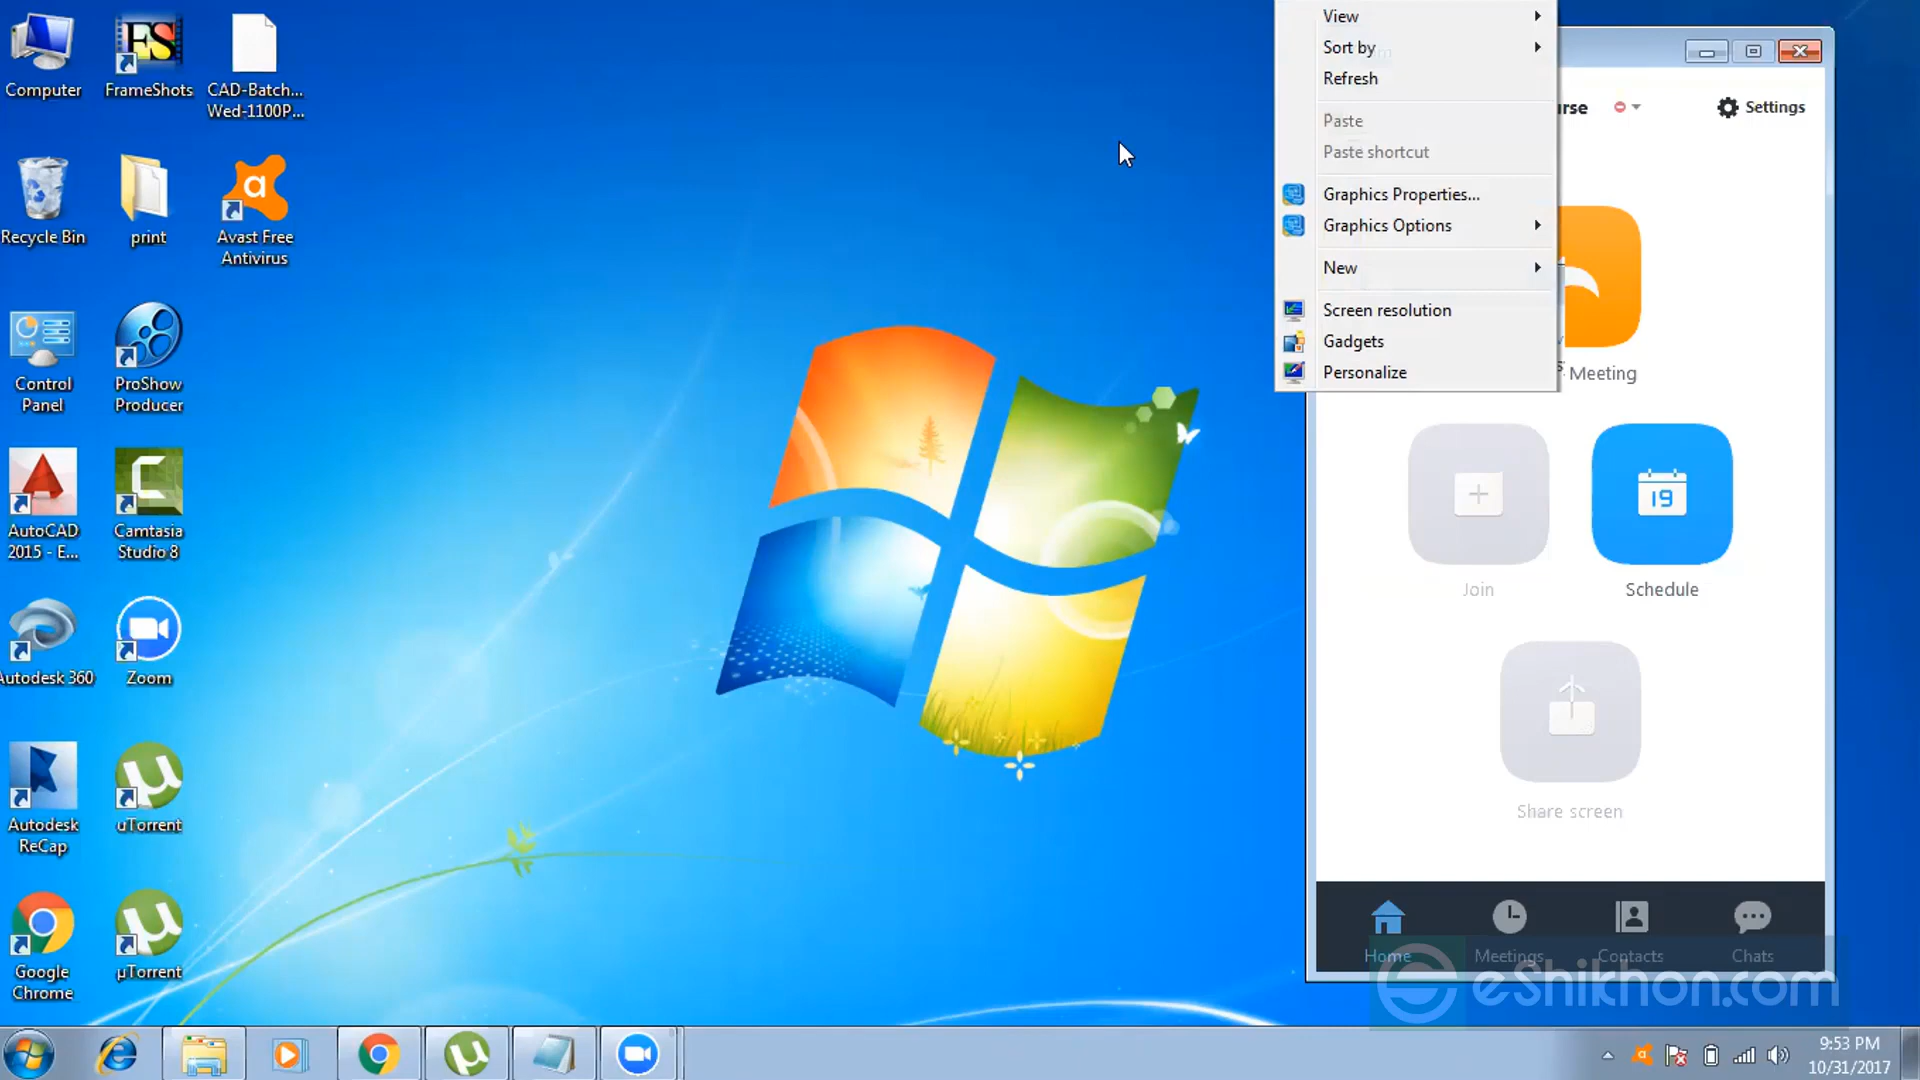 Computer
FrameShots
CAD-Batch...
Wed-1100P...
Recycle Bin
print
Avast Free
Antivirus
Control
Panel
ProShow
Producer
AutoCAD
2015 - E...
Camtasia
Studio 8
Autodesk 360
Zoom
Autodesk
ReCap
uTorrent
Google
Chrome
µTorrent
View
Sort by
Refresh
Paste
Paste shortcut
Graphics Properties...
Graphics Options
New
Screen resolution
Gadgets
Personalize
Settings
Meeting
19
Join
Schedule
Share screen
Home
Meetings
Contacts
Chats
eShikhon.com
9:53 PM
10/31/2017